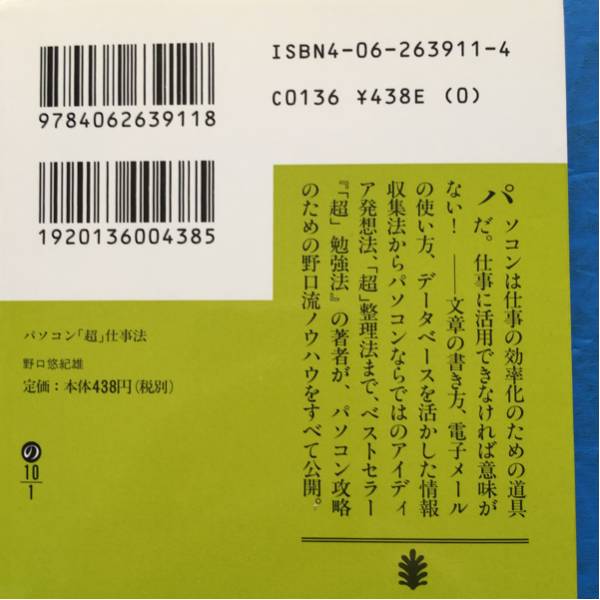 ISBN4-06-263911-4
C0136 ¥438E (0)
9784062639118
1920136004385
パソコンは仕事の効率化のための道具
だ。仕事に活用できなければ意味が
ない! ――文章の書き方、電子メール
の使い方、データベースを活かした情報
収集法からパソコンならではのアイディ
ア発想法、「超」整理法まで、ベストセラー
『「超」勉強法』の著者が、パソコン攻略
のための野口流ノウハウをすべて公開。
パソコン「超」仕事法
野口悠紀雄
定価:本体438円(税別)
の
10
1